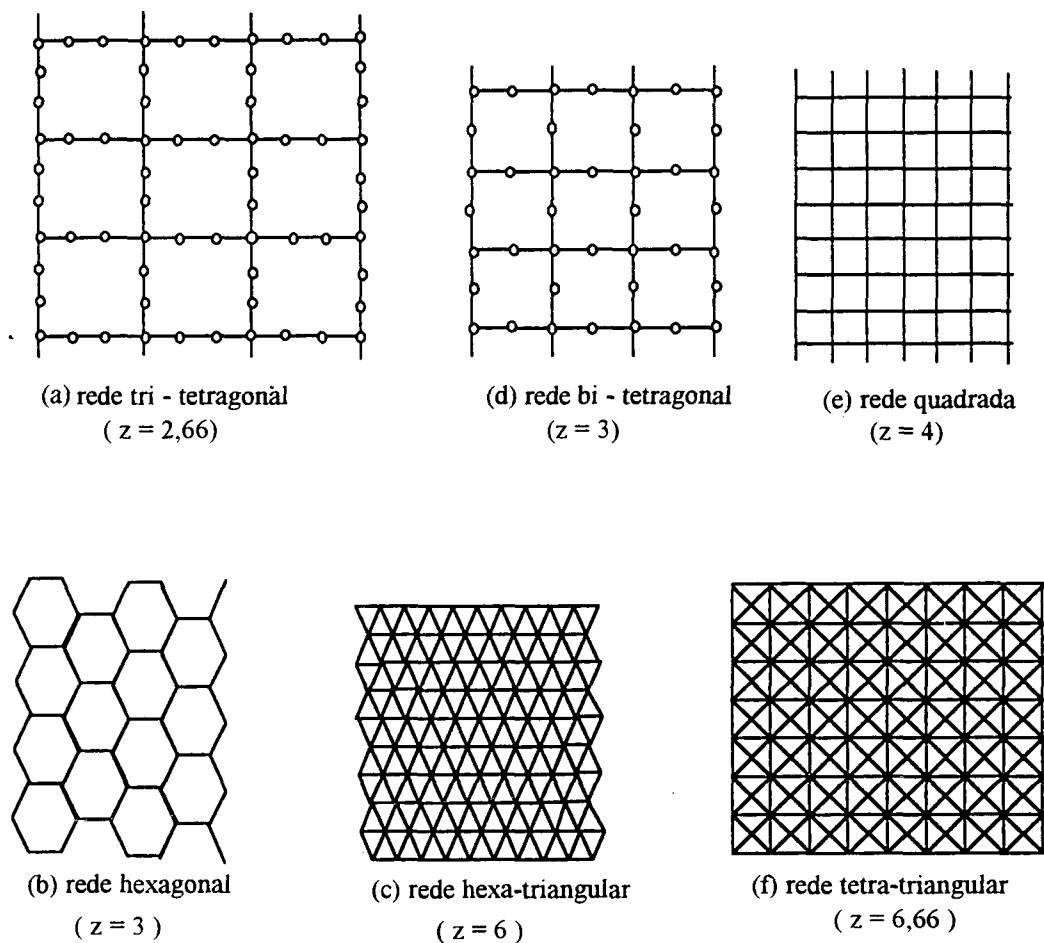 (a) rede tri - tetragonal
( z = 2,66)
(d) rede bi - tetragonal
(z = 3)
(e) rede quadrada
(z = 4)
(b) rede hexagonal
( z = 3 )
(c) rede hexa-triangular
( z = 6 )
(f) rede tetra-triangular
( z = 6,66 )